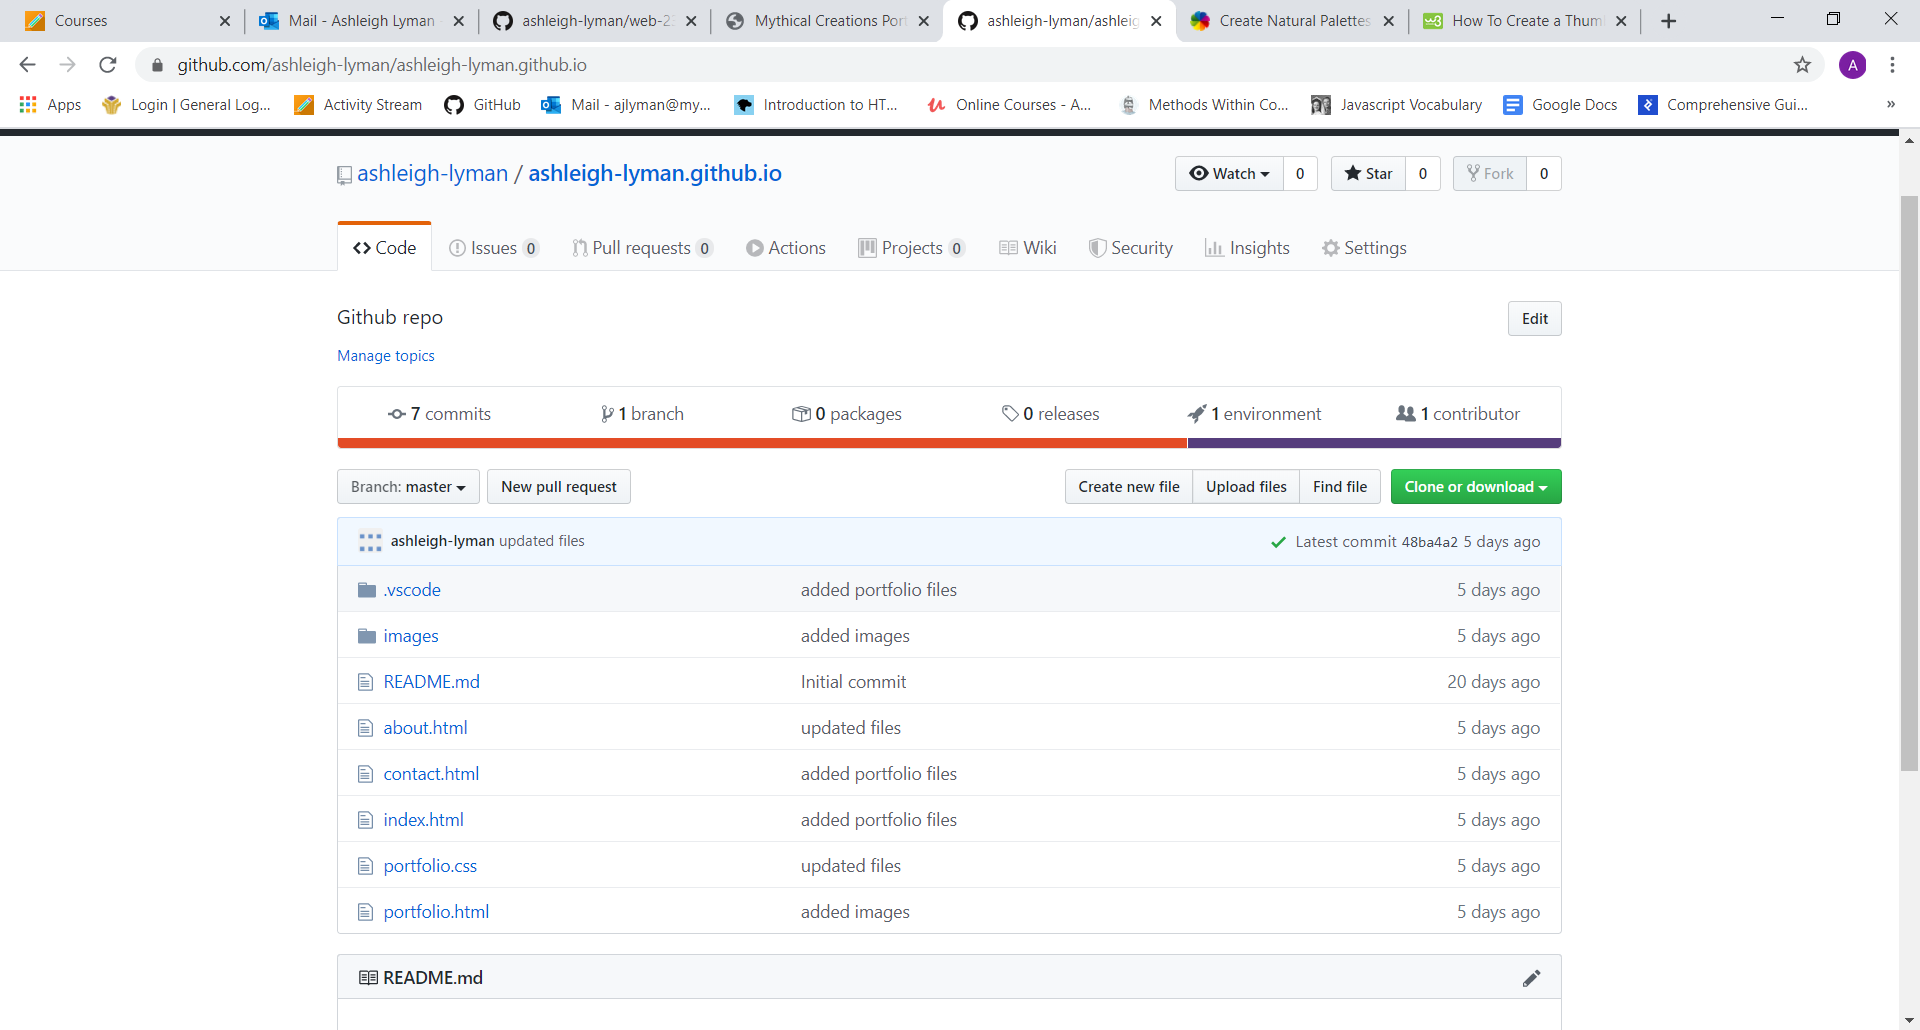 Courses
Mail - Ashleigh Lyman -
ashleigh-lyman/web-23
Mythical Creations Port
ashleigh-lyman/ashleig
Create Natural Palettes
How To Create a Thum
github.com/ashleigh-lyman/ashleigh-lyman.github.io
A
Apps
Login | General Log...
Activity Stream
GitHub
Mail - ajlyman@my...
Introduction to HT...
Online Courses - A...
Methods Within Co...
Javascript Vocabulary
Google Docs
Comprehensive Gui...
»
ashleigh-lyman / ashleigh-lyman.github.io
Watch 0
Star 0
Fork 0
Code
Issues 0
Pull requests 0
Actions
Projects 0
Wiki
Security
Insights
Settings
Github repo
Edit
Manage topics
7 commits
1 branch
0 packages
0 releases
1 environment
1 contributor
Branch: master
New pull request
Create new file
Upload files
Find file
Clone or download
ashleigh-lyman updated files
Latest commit 48ba4a2 5 days ago
.vscode added portfolio files 5 days ago
images added images 5 days ago
README.md Initial commit 20 days ago
about.html updated files 5 days ago
contact.html added portfolio files 5 days ago
index.html added portfolio files 5 days ago
portfolio.css updated files 5 days ago
portfolio.html added images 5 days ago
README.md